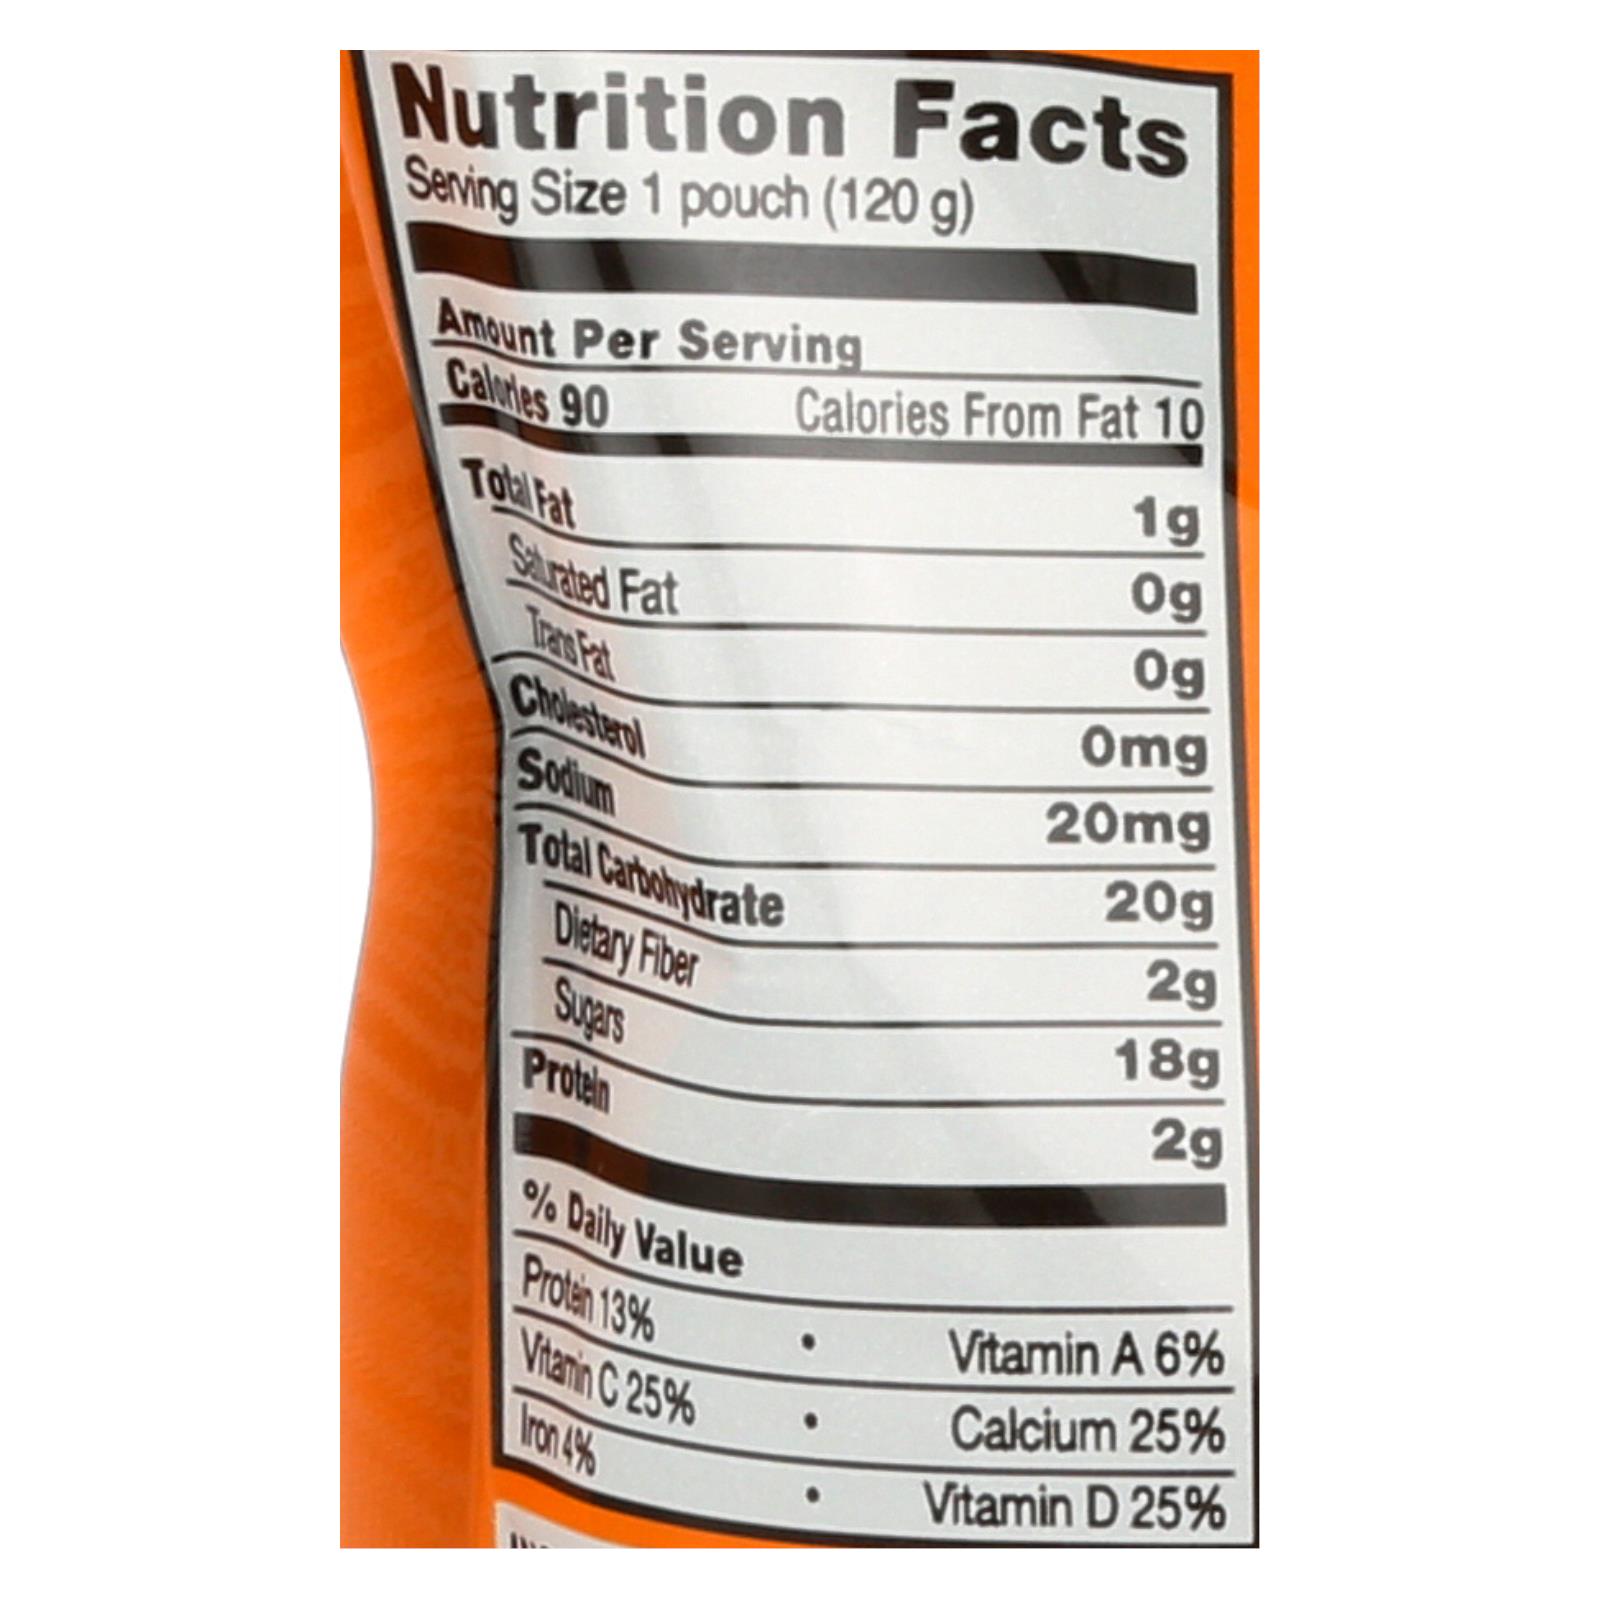 Nutrition Facts
Serving Size 1 pouch (120 g)
Amount Per Serving
Calories 90 Calories From Fat 10
Total Fat 1g
Saturated Fat 0g
Trans Fat 0g
Cholesterol 0mg
Sodium 20mg
Total Carbohydrate 20g
Dietary Fiber 2g
Sugars 18g
Protein 2g
% Daily Value
Protein 13% • Vitamin A 6%
Vitamin C 25% • Calcium 25%
Iron 4% • Vitamin D 25%